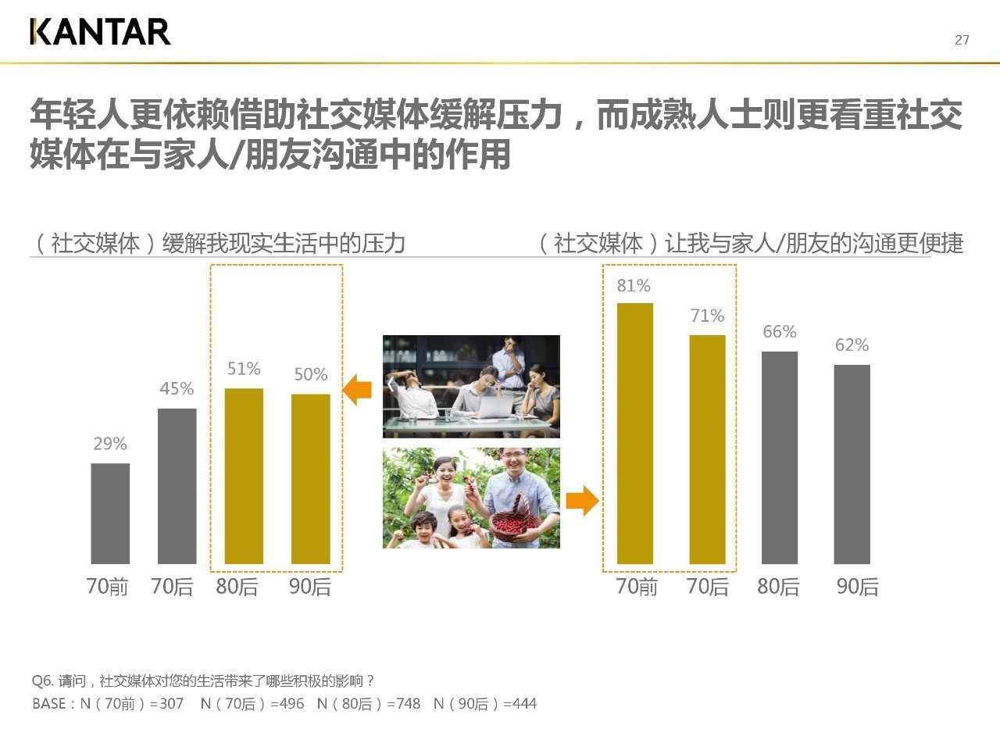 KANTAR
27
年轻人更依赖借助社交媒体缓解压力，而成熟人士则更看重社交
媒体在与家人/朋友沟通中的作用
（社交媒体）缓解我现实生活中的压力
（社交媒体）让我与家人/朋友的沟通更便捷
29%
45%
51%
50%
70前
70后
80后
90后
81%
71%
66%
62%
70前
70后
80后
90后
Q6. 请问，社交媒体对您的生活带来了哪些积极的影响？
BASE：N（70前）=307 N（70后）=496 N（80后）=748 N（90后）=444